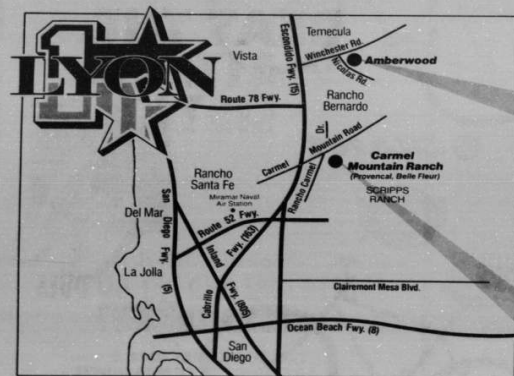 1
LYON
Vista
Escondido Fwy. (15)
Temecula
Winchester Rd.
Nicolas Rd.
Amberwood
Route 78 Fwy.
Rancho
Bernardo
Dr.
Carmel Mountain Road
Rancho Carmel
Carmel
Mountain Ranch
(Provencal, Belle Fleur)
SCRIPPS
RANCH
Rancho
Santa Fe
Miramar Naval
Air Station
Del Mar
San Diego Fwy. (5)
Route 52 Fwy.
Inland Fwy. (805)
Cabrillo Fwy. (163)
La Jolla
Clairemont Mesa Blvd.
Ocean Beach Fwy. (8)
San
Diego